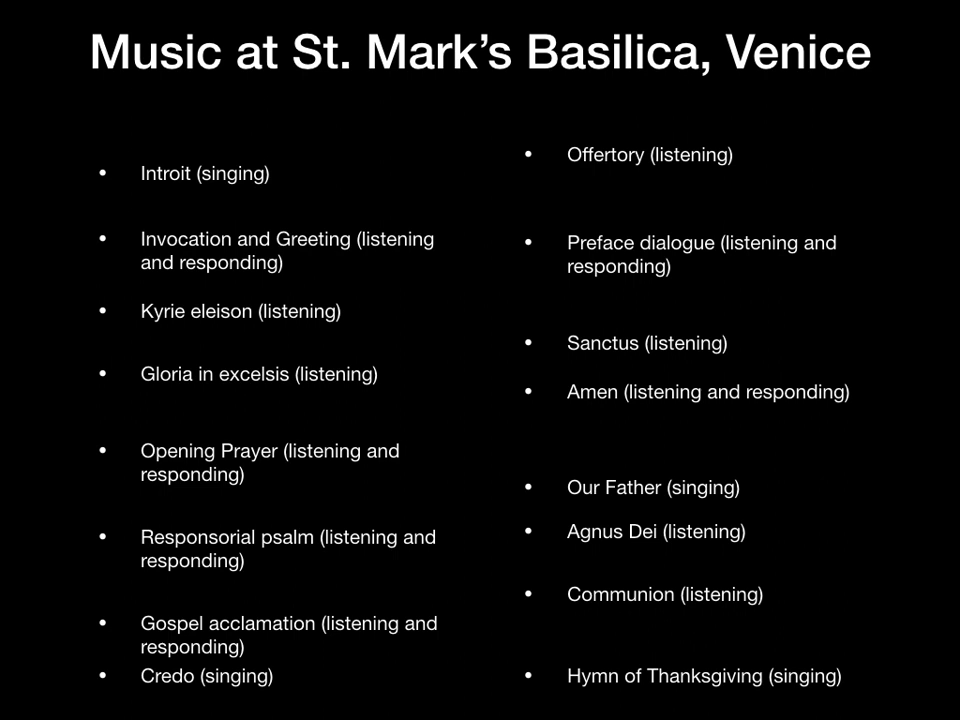 Music at St. Mark’s Basilica, Venice
• Introit (singing)
• Invocation and Greeting (listening
and responding)
• Kyrie eleison (listening)
• Gloria in excelsis (listening)
• Opening Prayer (listening and
responding)
• Responsorial psalm (listening and
responding)
• Gospel acclamation (listening and
responding)
• Credo (singing)
• Offertory (listening)
• Preface dialogue (listening and
responding)
• Sanctus (listening)
• Amen (listening and responding)
• Our Father (singing)
• Agnus Dei (listening)
• Communion (listening)
• Hymn of Thanksgiving (singing)